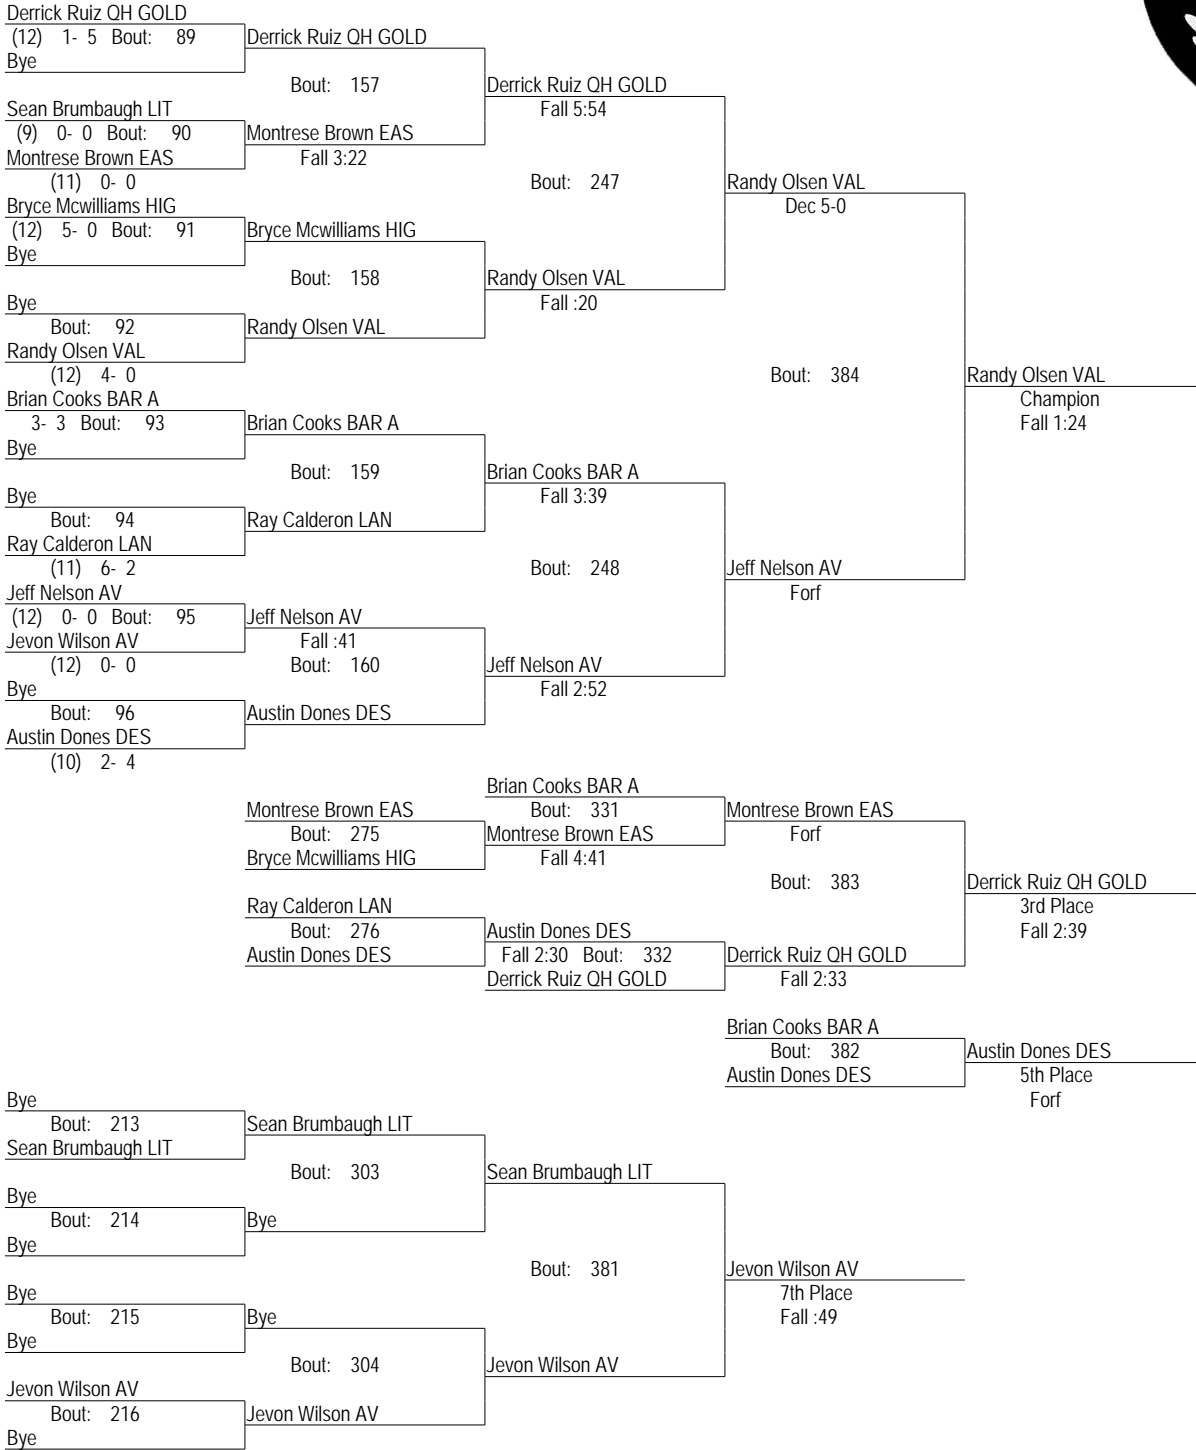 Derrick Ruiz QH GOLD
(12) 1- 5 Bout: 89 Derrick Ruiz QH GOLD
Bye
Bout: 157 Derrick Ruiz QH GOLD
Sean Brumbaugh LIT Fall 5:54
(9) 0- 0 Bout: 90 Montrese Brown EAS
Montrese Brown EAS Fall 3:22
(11) 0- 0 Bout: 247 Randy Olsen VAL
Bryce Mcwilliams HIG Dec 5-0
(12) 5- 0 Bout: 91 Bryce Mcwilliams HIG
Bye
Bout: 158 Randy Olsen VAL
Bye Fall :20
Bout: 92 Randy Olsen VAL
Randy Olsen VAL
(12) 4- 0 Bout: 384 Randy Olsen VAL
Brian Cooks BAR A Champion
3- 3 Bout: 93 Brian Cooks BAR A Fall 1:24
Bye
Bout: 159 Brian Cooks BAR A
Bye Fall 3:39
Bout: 94 Ray Calderon LAN
Ray Calderon LAN
(11) 6- 2 Bout: 248 Jeff Nelson AV
Jeff Nelson AV Forf
(12) 0- 0 Bout: 95 Jeff Nelson AV
Jevon Wilson AV Fall :41
(12) 0- 0 Bout: 160 Jeff Nelson AV
Bye Fall 2:52
Bout: 96 Austin Dones DES
Austin Dones DES
(10) 2- 4
Brian Cooks BAR A
Montrese Brown EAS Bout: 331 Montrese Brown EAS
Bout: 275 Montrese Brown EAS Forf
Bryce Mcwilliams HIG Fall 4:41
Bout: 383 Derrick Ruiz QH GOLD
Ray Calderon LAN 3rd Place
Bout: 276 Austin Dones DES Fall 2:39
Austin Dones DES Fall 2:30 Bout: 332 Derrick Ruiz QH GOLD
Derrick Ruiz QH GOLD Fall 2:33
Brian Cooks BAR A
Bout: 382 Austin Dones DES
Austin Dones DES 5th Place
Bye Forf
Bout: 213 Sean Brumbaugh LIT
Sean Brumbaugh LIT
Bout: 303 Sean Brumbaugh LIT
Bye
Bout: 214 Bye
Bye
Bout: 381 Jevon Wilson AV
Bye 7th Place
Bout: 215 Bye Fall :49
Bye
Bout: 304 Jevon Wilson AV
Jevon Wilson AV
Bout: 216 Jevon Wilson AV
Bye